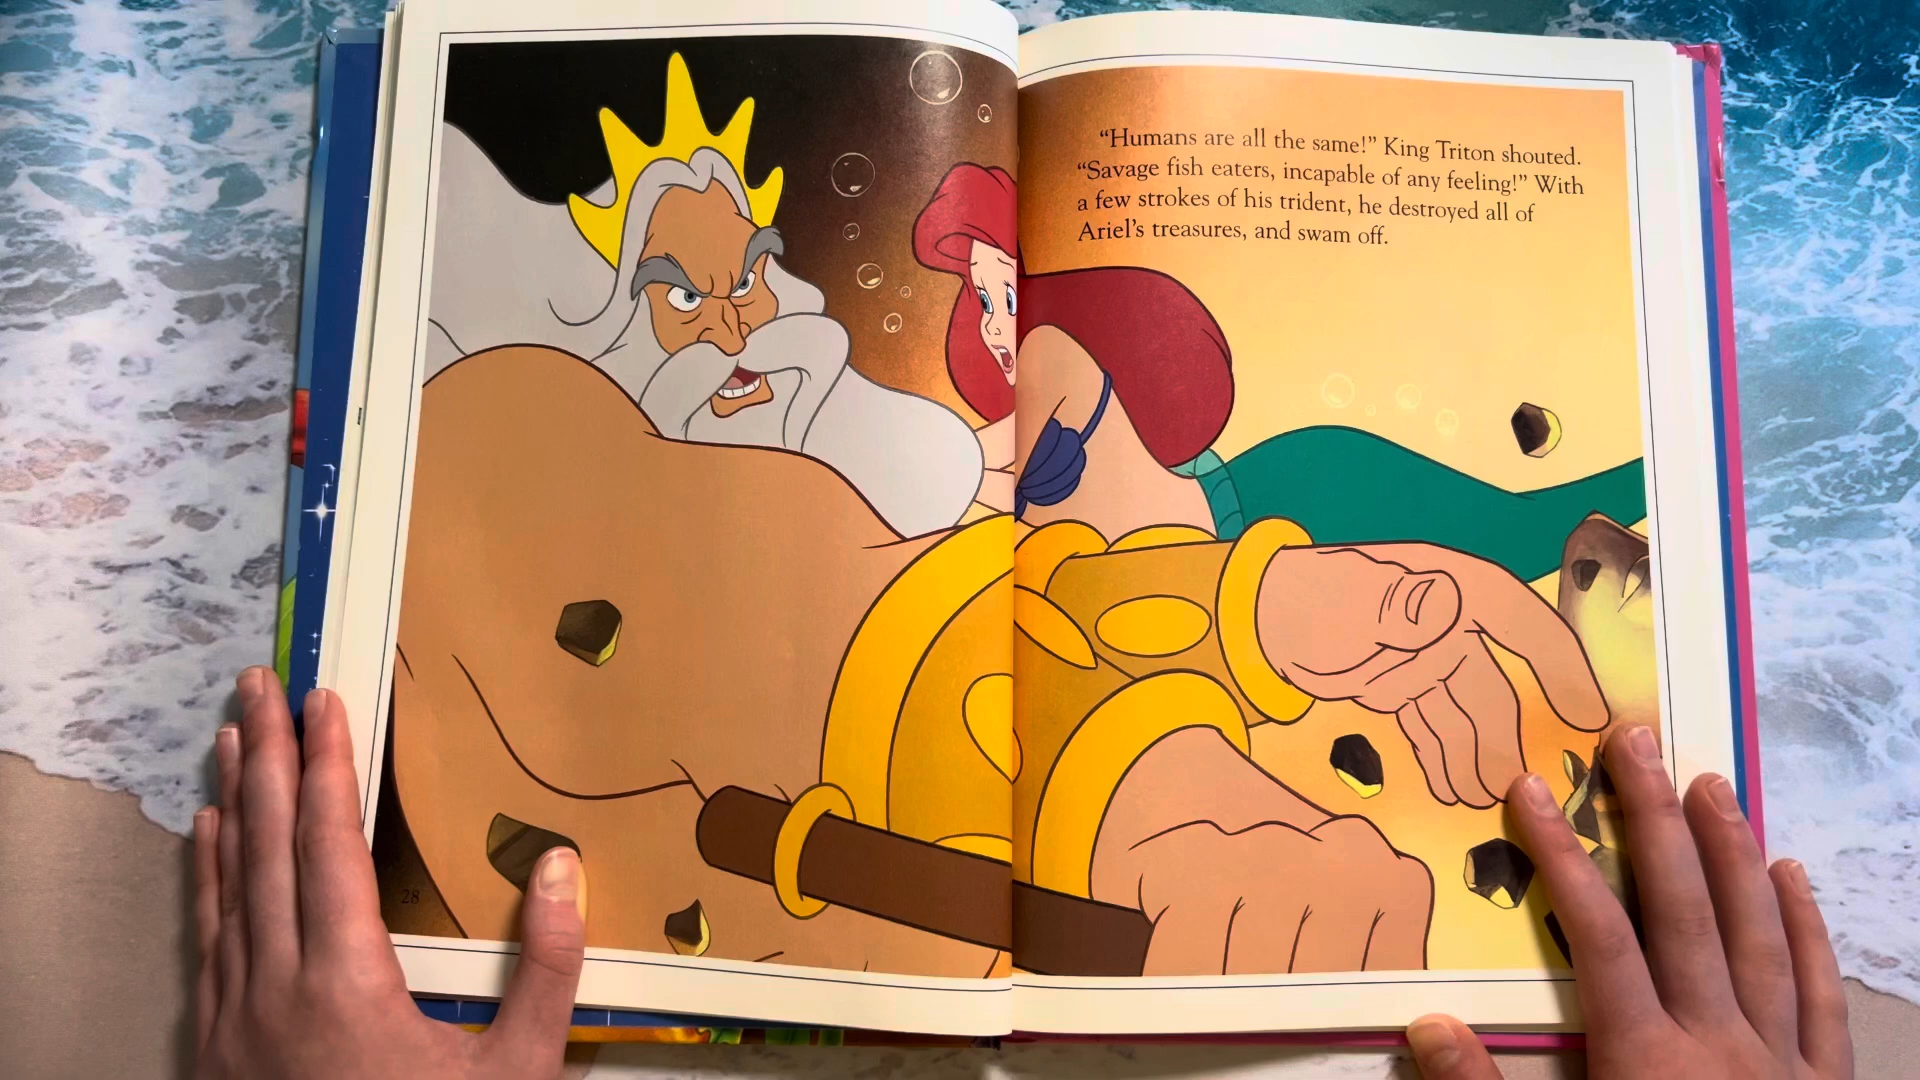 “Humans are all the same!” King Triton shouted.
“Savage fish eaters, incapable of any feeling!” With
a few strokes of his trident, he destroyed all of
Ariel’s treasures, and swam off.
28